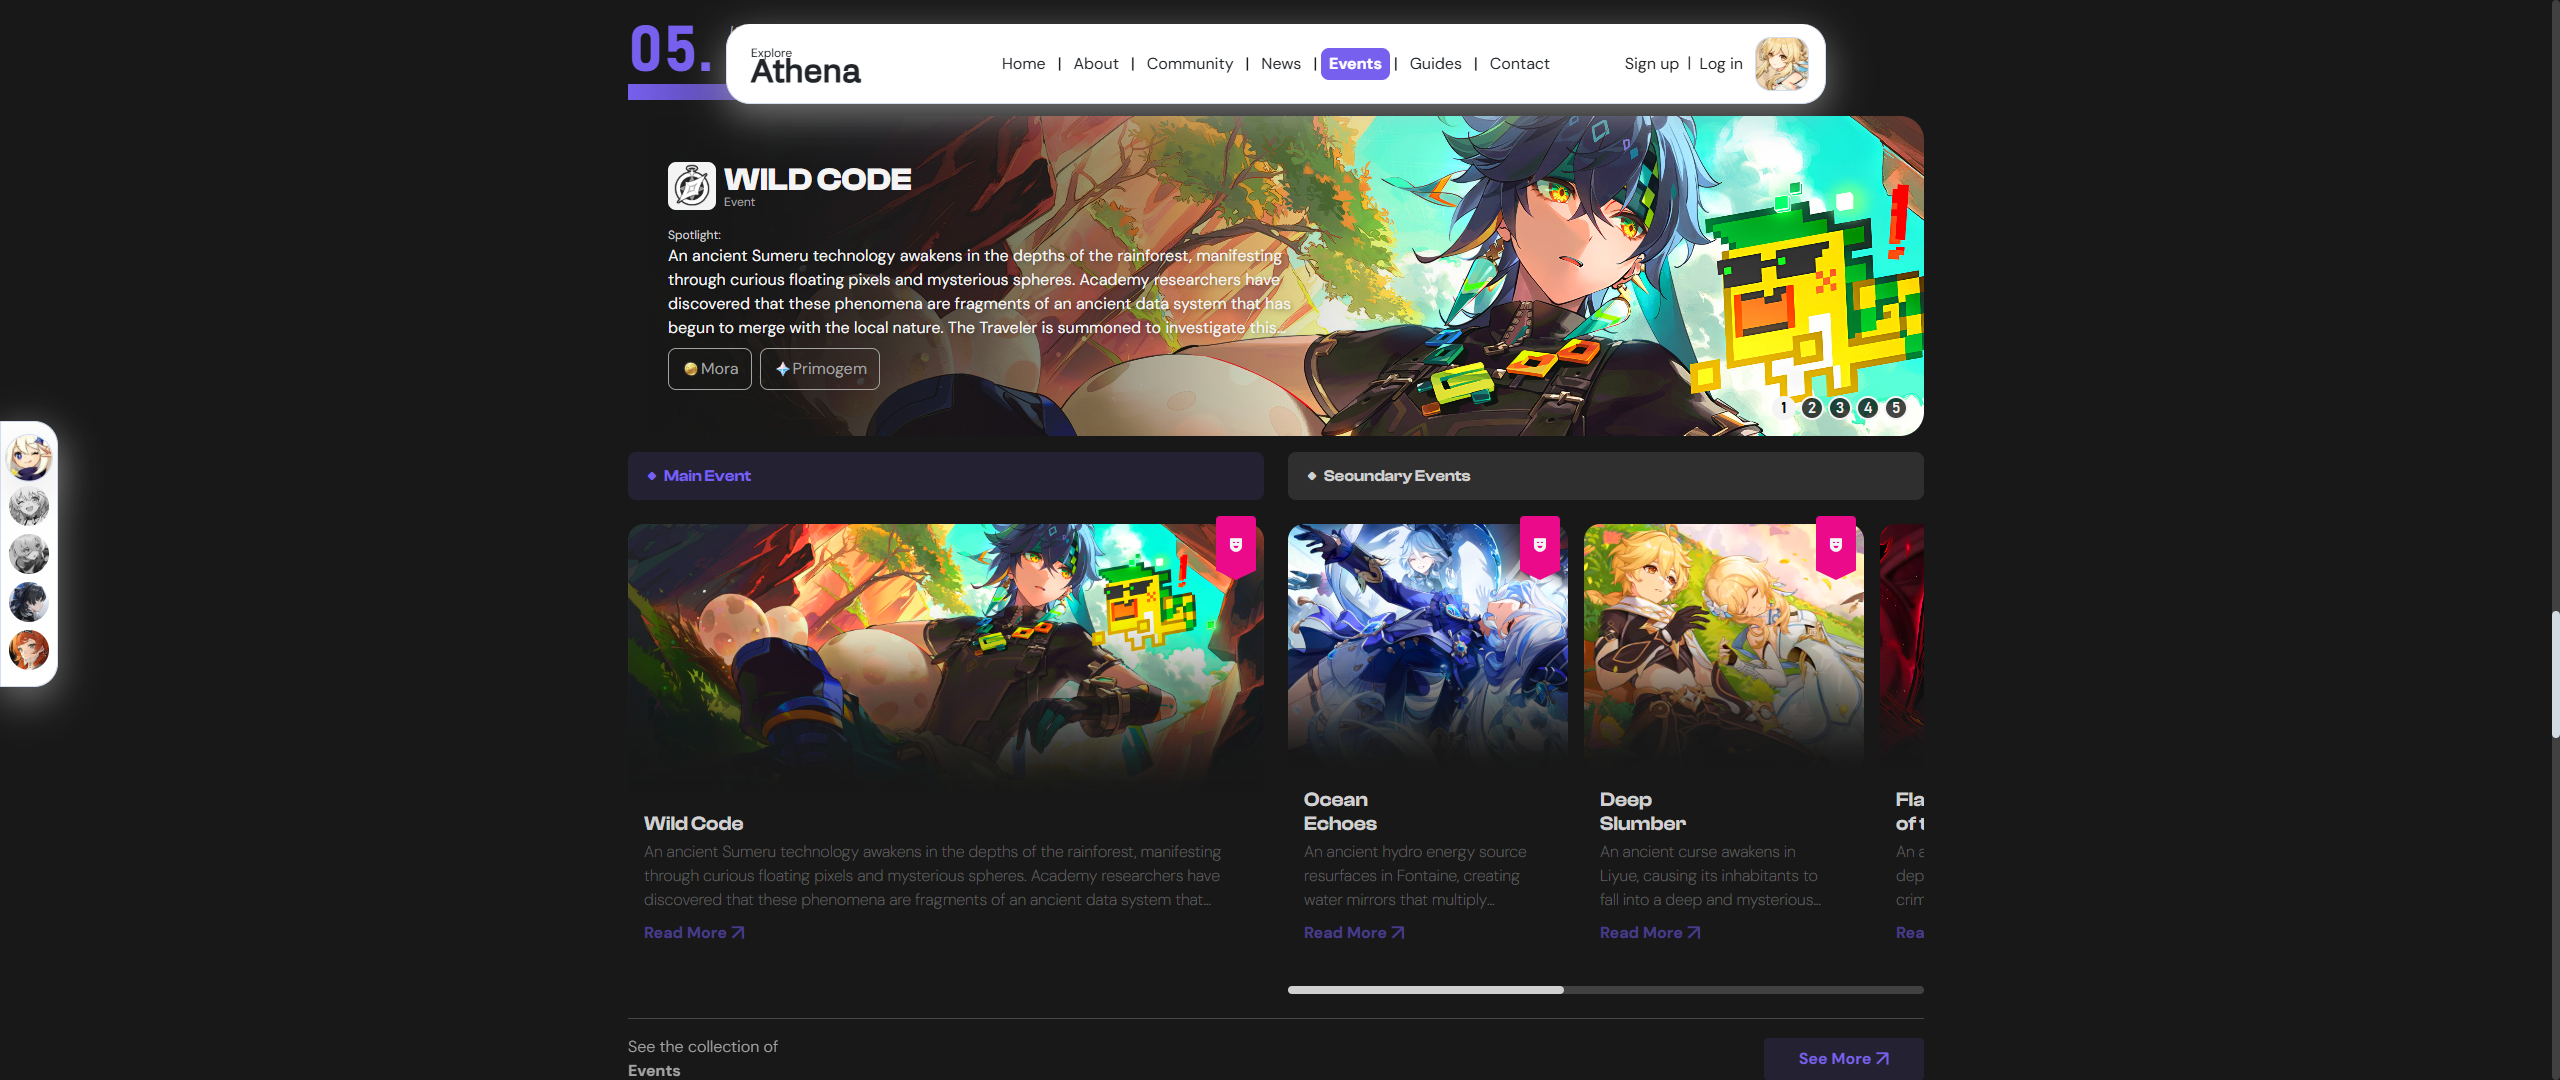 05.
Explore
Athena
Home | About | Community | News | Events | Guides | Contact
Sign up | Log in
WILD CODE
Event
Spotlight:
An ancient Sumeru technology awakens in the depths of the rainforest, manifesting
through curious floating pixels and mysterious spheres. Academy researchers have
discovered that these phenomena are fragments of an ancient data system that has
begun to merge with the local nature. The Traveler is summoned to investigate this...
Mora
Primogem
1 2 3 4 5
Main Event
Secundary Events
Wild Code
An ancient Sumeru technology awakens in the depths of the rainforest, manifesting
through curious floating pixels and mysterious spheres. Academy researchers have
discovered that these phenomena are fragments of an ancient data system that...
Read More
Ocean
Echoes
An ancient hydro energy source
resurfaces in Fontaine, creating
water mirrors that multiply...
Read More
Deep
Slumber
An ancient curse awakens in
Liyue, causing its inhabitants to
fall into a deep and mysterious...
Read More
Fla
of t
An a
dep
crim
Rea
See the collection of
Events
See More